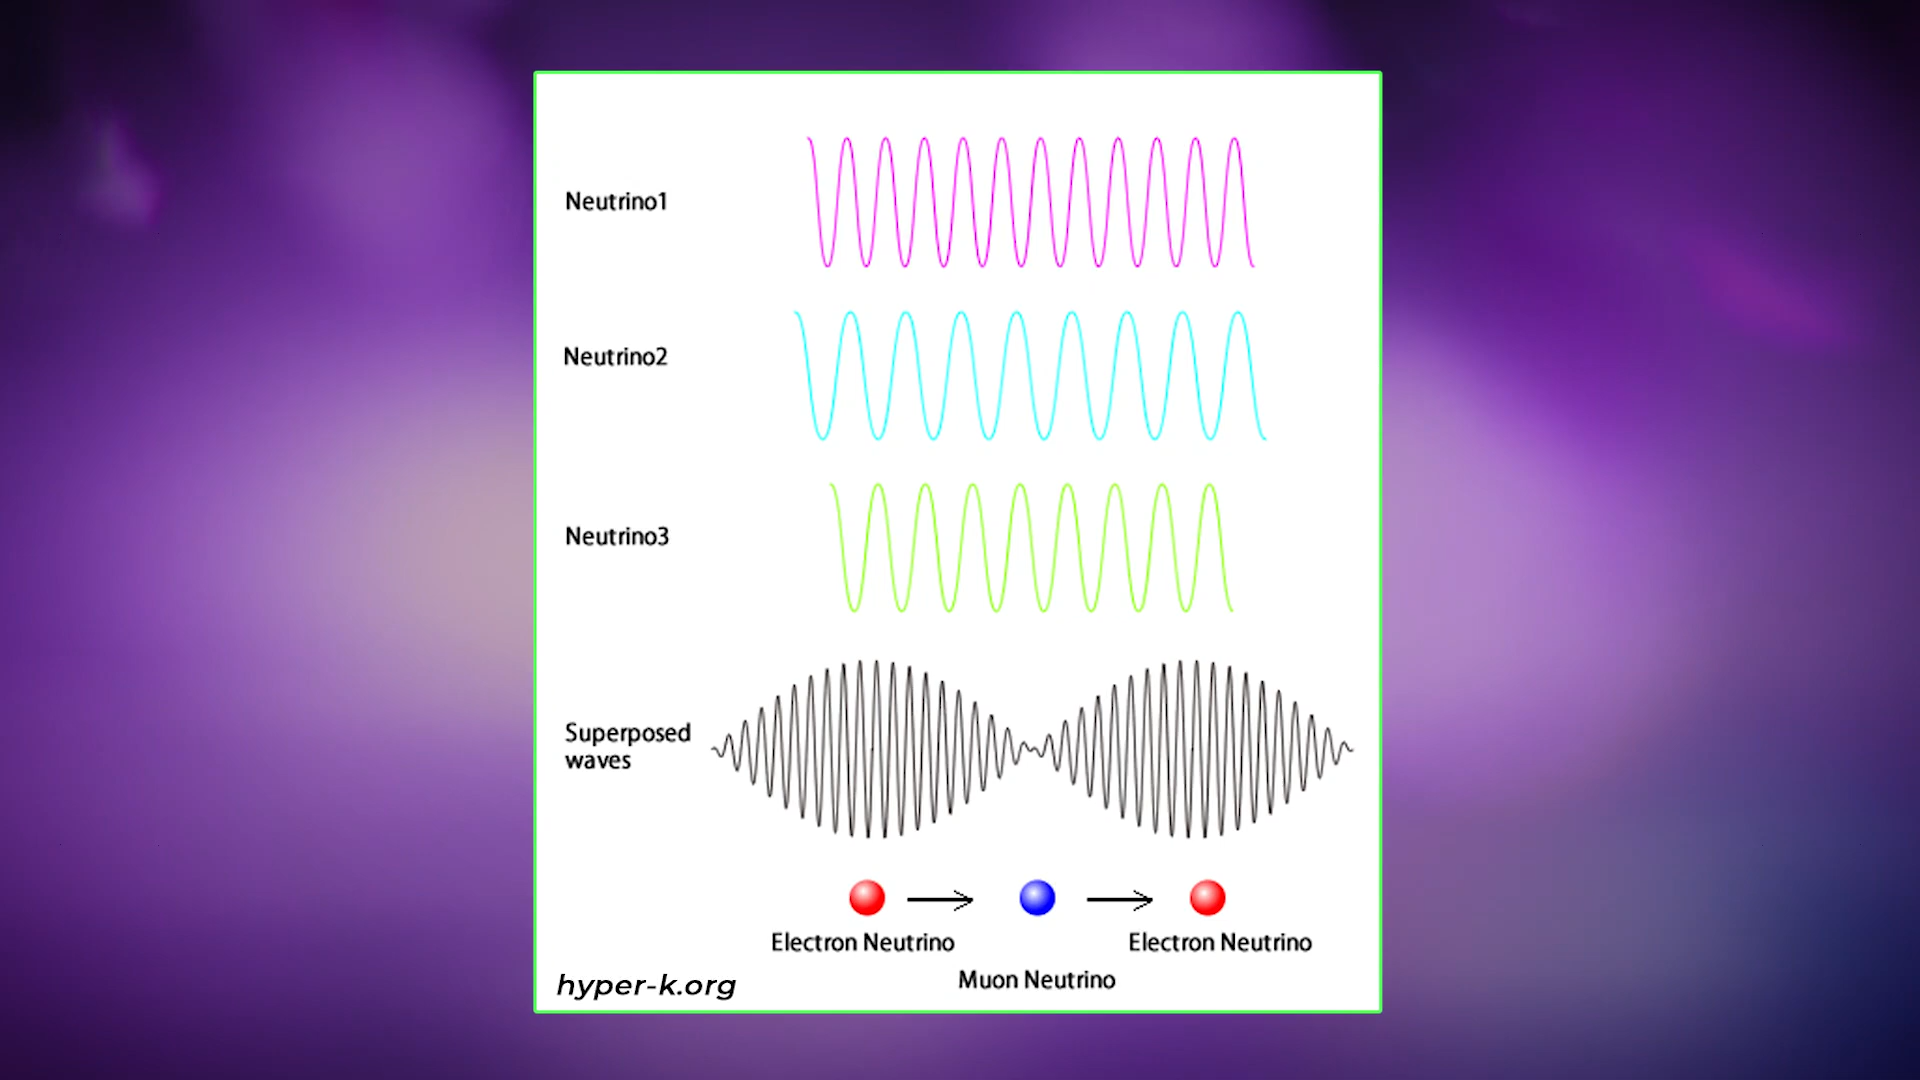 Neutrino1
Neutrino2
Neutrino3
Superposed
waves
Electron Neutrino
Electron Neutrino
Muon Neutrino
hyper-k.org